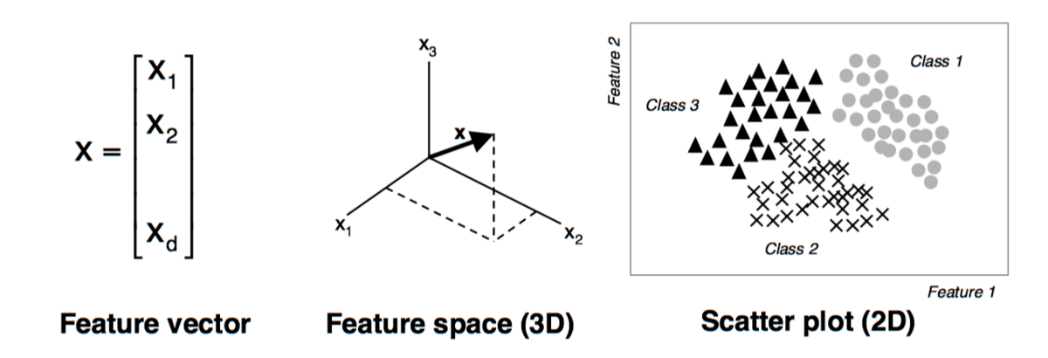 X =
X1
X2
Xd
Feature vector
X3
X
X1
X2
Feature space (3D)
Feature 2
Class 1
Class 3
Class 2
Feature 1
Scatter plot (2D)